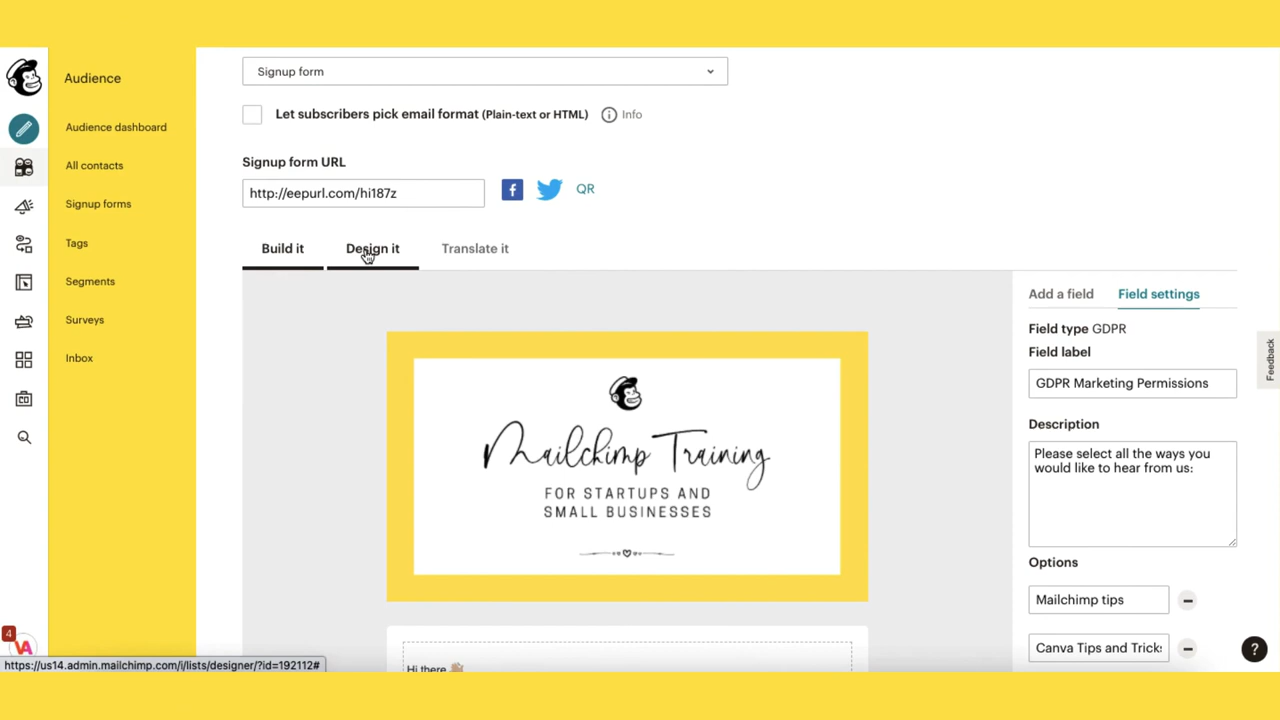 Audience
Audience dashboard
All contacts
Signup forms
Tags
Segments
Surveys
Inbox
4
VA
Signup form
Let subscribers pick email format (Plain-text or HTML) i Info
Signup form URL
http://eepurl.com/hi187z
f
QR
Build it
Design it
Translate it
Mailchimp Training
FOR STARTUPS AND
SMALL BUSINESSES
Hi there
Add a field
Field settings
Field type GDPR
Field label
GDPR Marketing Permissions
Description
Please select all the ways you
would like to hear from us:
Options
Mailchimp tips
Canva Tips and Trick
Feedback
?
https://us14.admin.mailchimp.com/i/lists/designer/?id=192112#